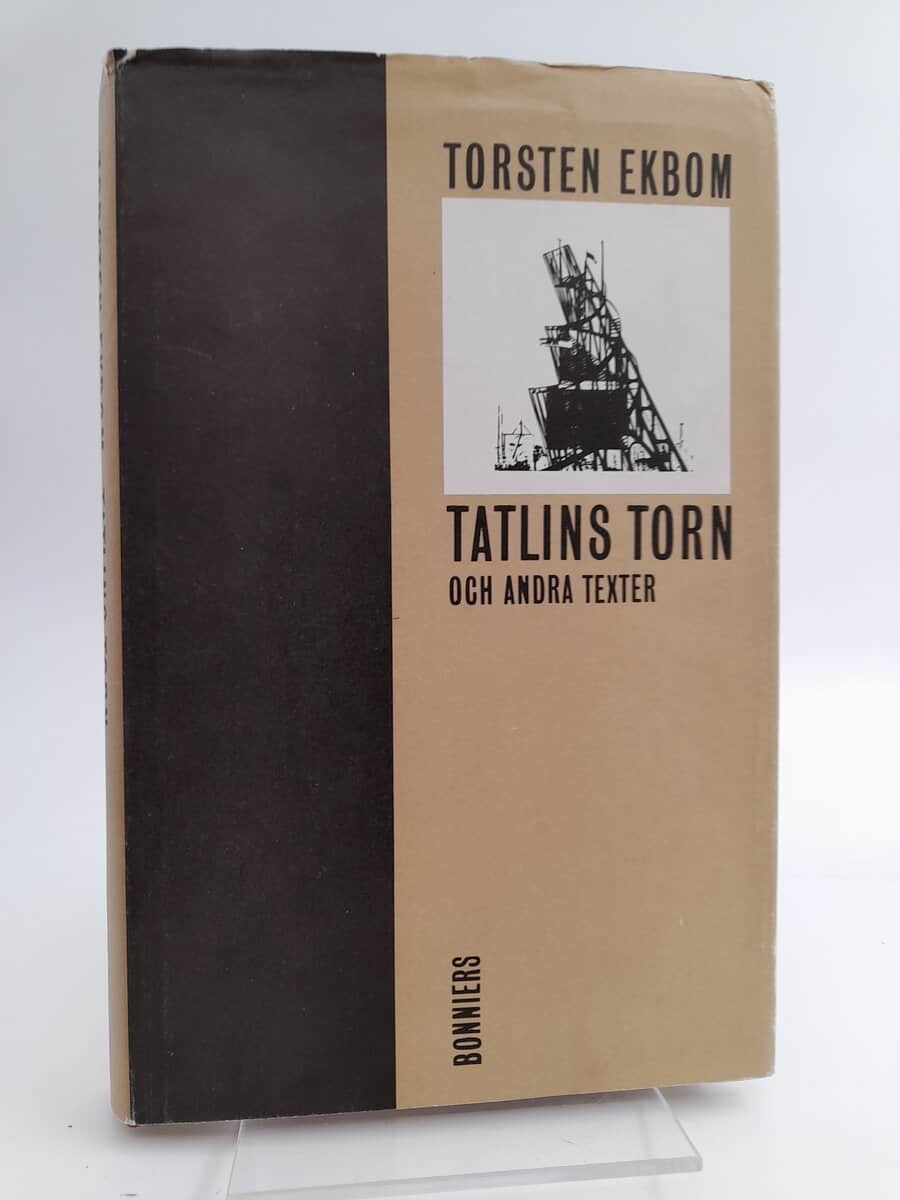 TORSTEN EKBOM
TATLINS TORN
OCH ANDRA TEXTER
BONNIERS